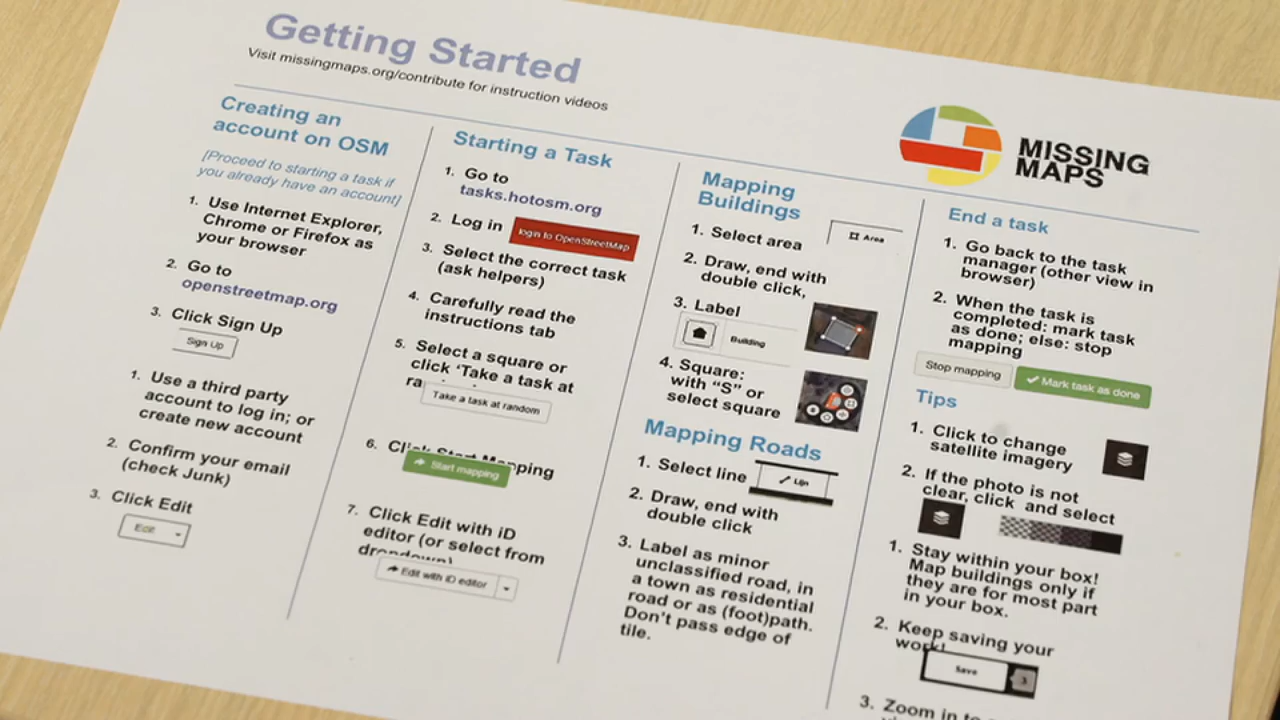 Getting Started
Visit missingmaps.org/contribute for instruction videos
MISSING
MAPS
Creating an
account on OSM
[Proceed to starting a task if
you already have an account]
1. Use Internet Explorer,
Chrome or Firefox as
your browser
2. Go to
openstreetmap.org
3. Click Sign Up
Sign Up
1. Use a third party
account to log in; or
create new account
2. Confirm your email
(check Junk)
3. Click Edit
Edit
Starting a Task
1. Go to
tasks.hotosm.org
2. Log in
login to OpenStreetMap
3. Select the correct task
(ask helpers)
4. Carefully read the
instructions tab
5. Select a square or
click ‘Take a task at
Take a task at random
6. Click Start Mapping
Start mapping
7. Click Edit with iD
editor (or select from
dropdown)
Edit with iD editor
Mapping
Buildings
1. Select area
Area
2. Draw, end with
double click,
3. Label
Building
4. Square:
with “S” or
select square
Mapping Roads
1. Select line
Lijn
2. Draw, end with
double click
3. Label as minor
unclassified road, in
a town as residential
road or as (foot)path.
Don’t pass edge of
tile.
End a task
1. Go back to the task
manager (other view in
browser)
2. When the task is
completed: mark task
as done; else: stop
mapping
Stop mapping
Mark task as done
Tips
1. Click to change
satellite imagery
2. If the photo is not
clear, click and select
1. Stay within your box!
Map buildings only if
they are for most part
in your box.
2. Keep saving your
work!
Save 3
3. Zoom in to